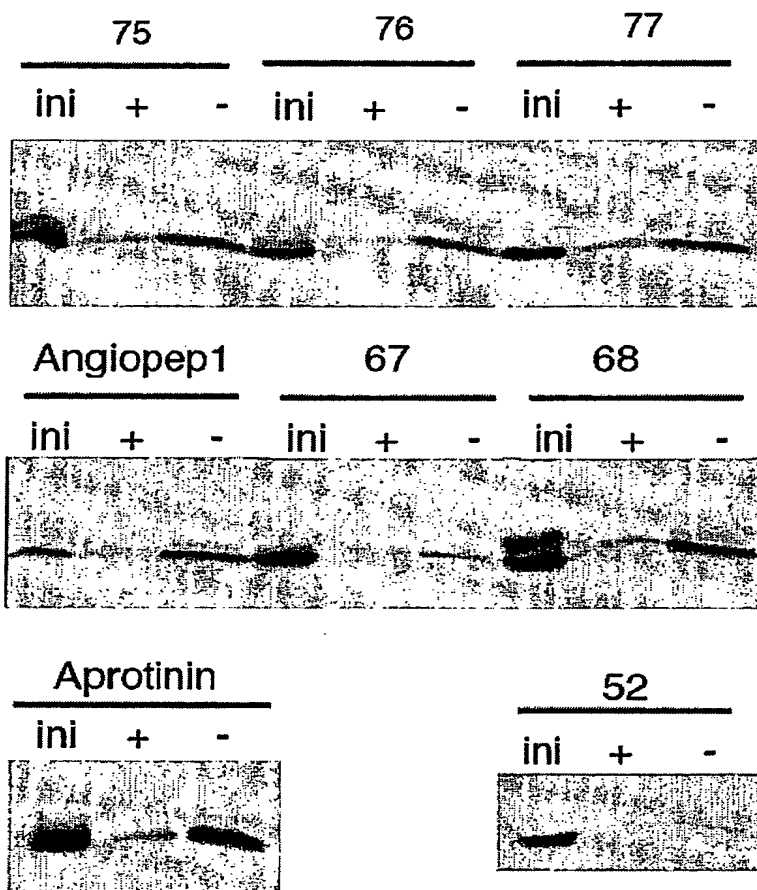 75 76 77
ini + - ini + - ini + -
Angiopep1 67 68
ini + - ini + - ini + -
Aprotinin 52
ini + - ini + -